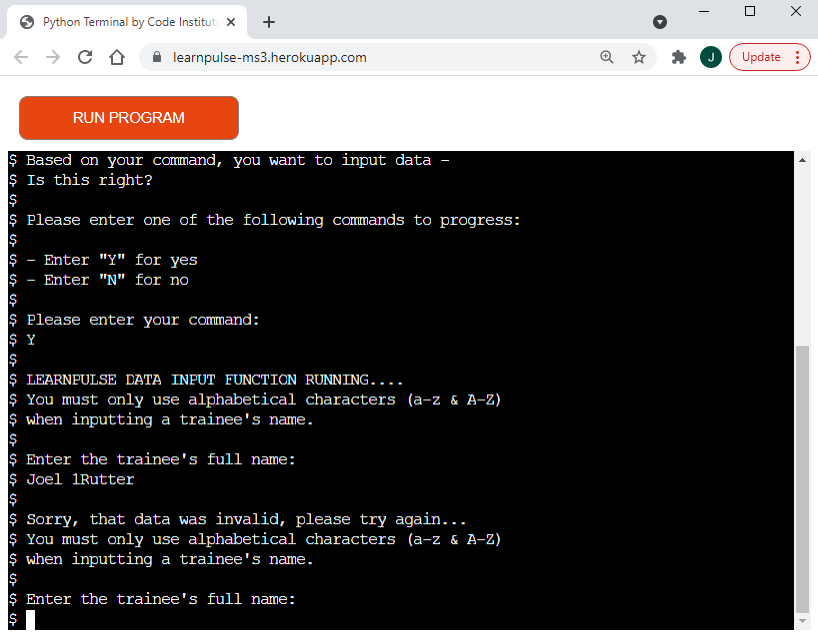 Python Terminal by Code Institut
learnpulse-ms3.herokuapp.com
J
Update
RUN PROGRAM
$ Based on your command, you want to input data -
$ Is this right?
$
$ Please enter one of the following commands to progress:
$
$ - Enter "Y" for yes
$ - Enter "N" for no
$
$ Please enter your command:
$ Y
$
$ LEARNPULSE DATA INPUT FUNCTION RUNNING....
$ You must only use alphabetical characters (a-z & A-Z)
$ when inputting a trainee's name.
$
$ Enter the trainee's full name:
$ Joel 1Rutter
$
$ Sorry, that data was invalid, please try again...
$ You must only use alphabetical characters (a-z & A-Z)
$ when inputting a trainee's name.
$
$ Enter the trainee's full name:
$